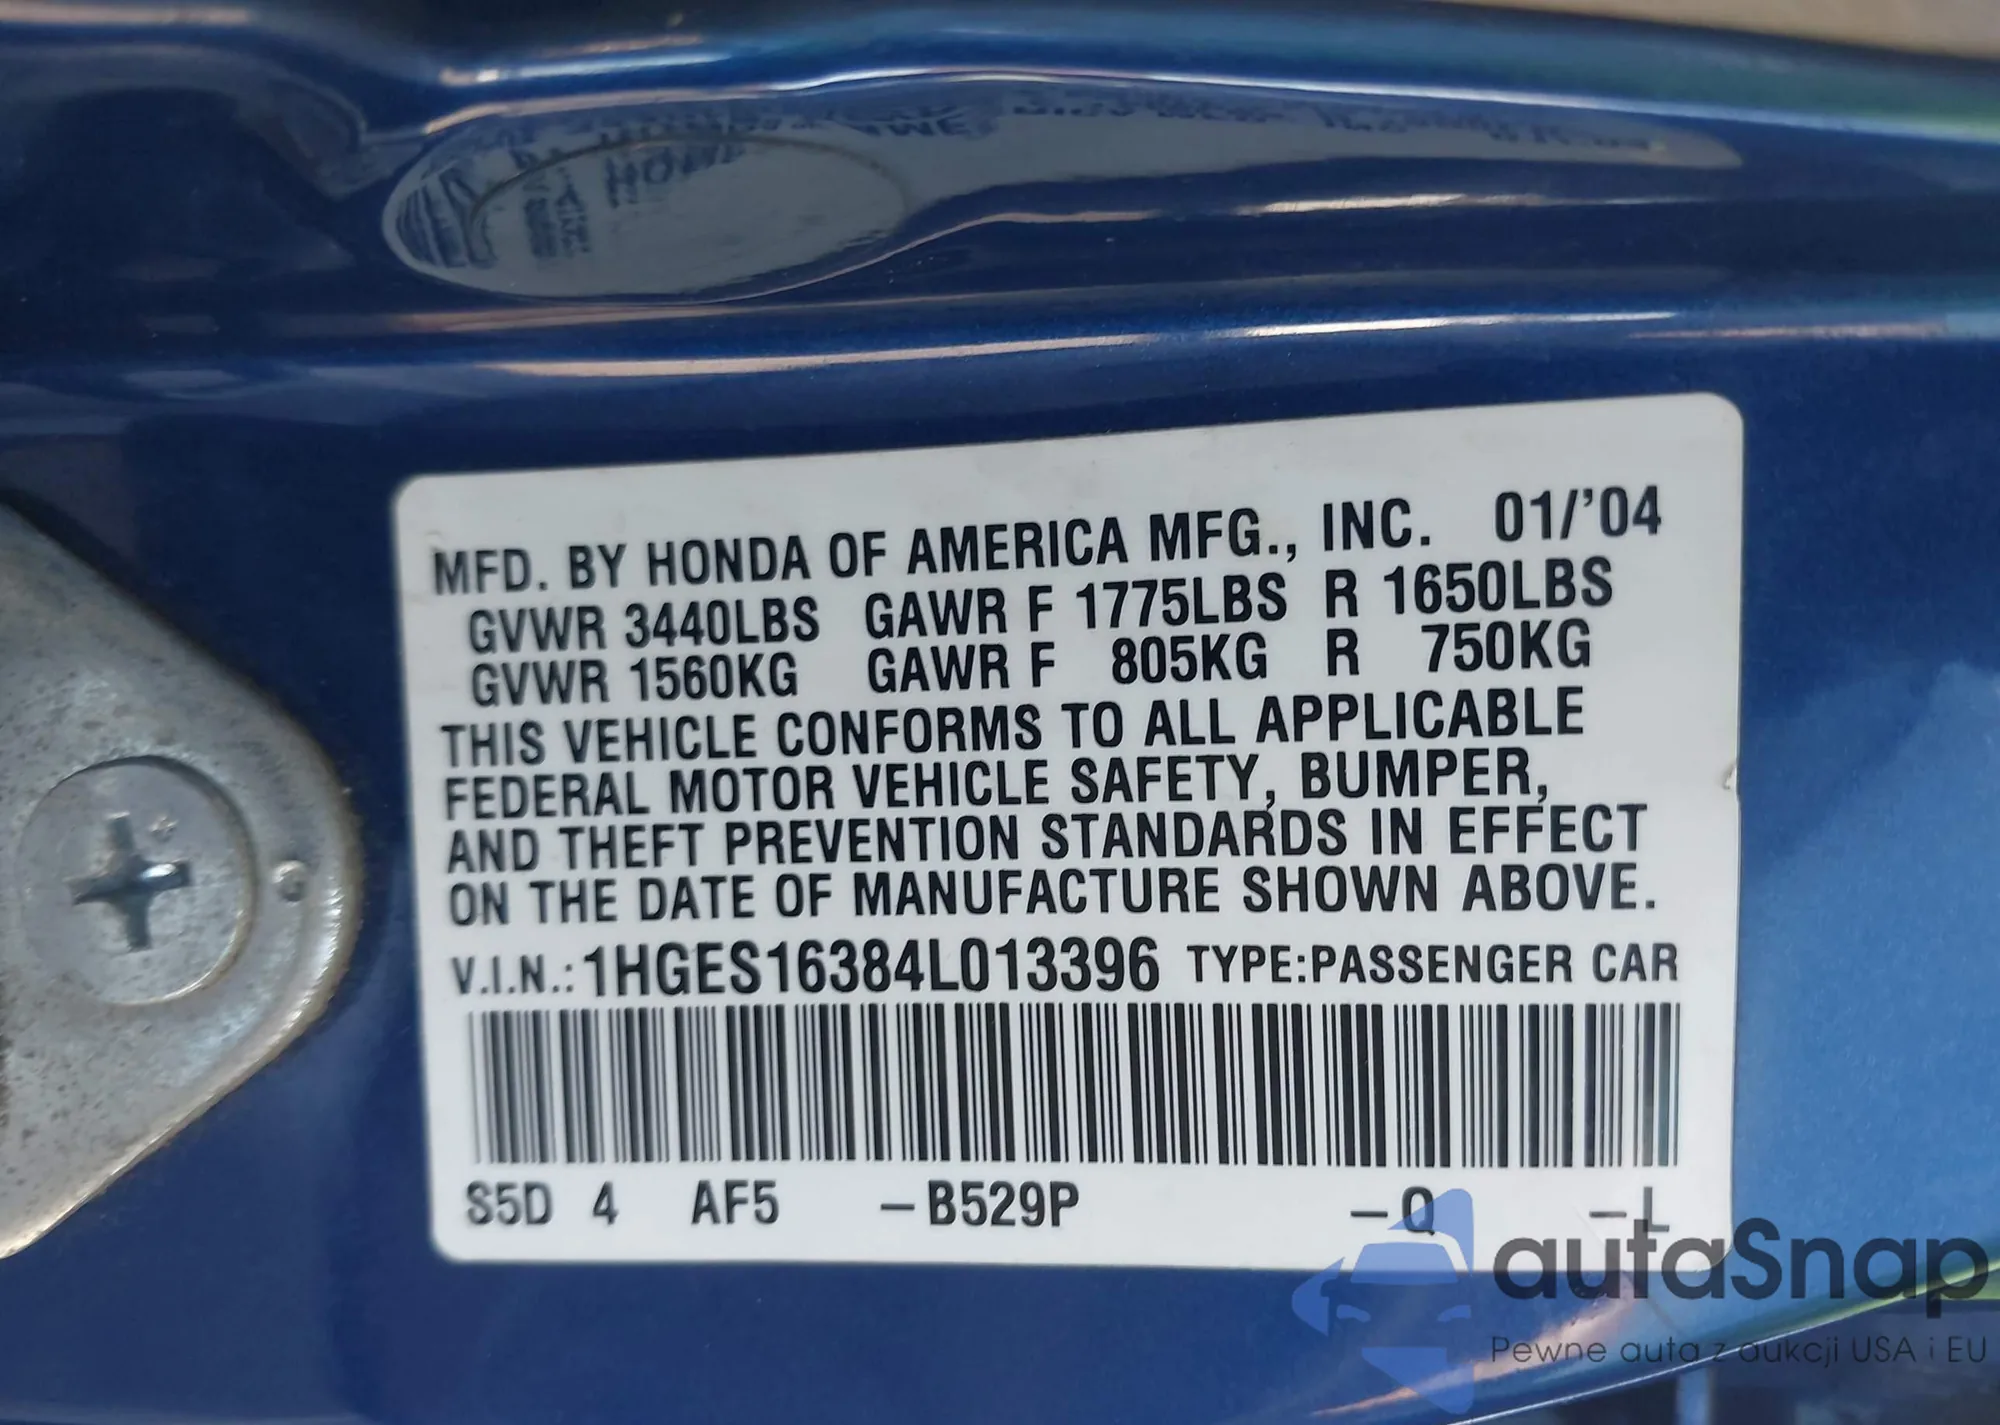 MFD. BY HONDA OF AMERICA MFG., INC. 01/'04
GVWR 3440LBS GAWR F 1775LBS R 1650LBS
GVWR 1560KG GAWR F 805KG R 750KG
THIS VEHICLE CONFORMS TO ALL APPLICABLE
FEDERAL MOTOR VEHICLE SAFETY, BUMPER,
AND THEFT PREVENTION STANDARDS IN EFFECT
ON THE DATE OF MANUFACTURE SHOWN ABOVE.
V.I.N.: 1HGES16384L013396 TYPE:PASSENGER CAR
S5D 4 AF5 –B529P –Q –L
autaSnap
Pewne auta z aukcji USA i EU